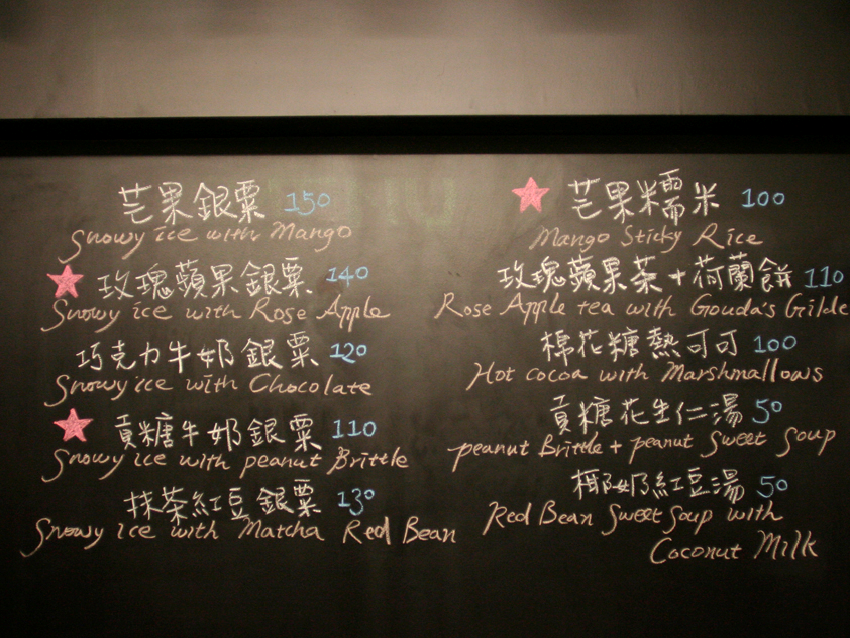 芒果銀粟 150
Snowy ice with Mango
玫瑰蘋果銀粟 140
Snowy ice with Rose Apple
巧克力牛奶銀粟 120
Snowy ice with Chocolate
貢糖牛奶銀粟 110
Snowy ice with peanut Brittle
抹茶紅豆銀粟 130
Snowy ice with Matcha Red Bean
芒果糯米 100
Mango Sticky Rice
玫瑰蘋果茶+荷蘭餅 110
Rose Apple tea with Gouda's Gilde
棉花糖熱可可 100
Hot cocoa with Marshmallows
貢糖花生仁湯 50
peanut Brittle + peanut Sweet Soup
椰奶紅豆湯 50
Red Bean Sweet Soup with
Coconut Milk